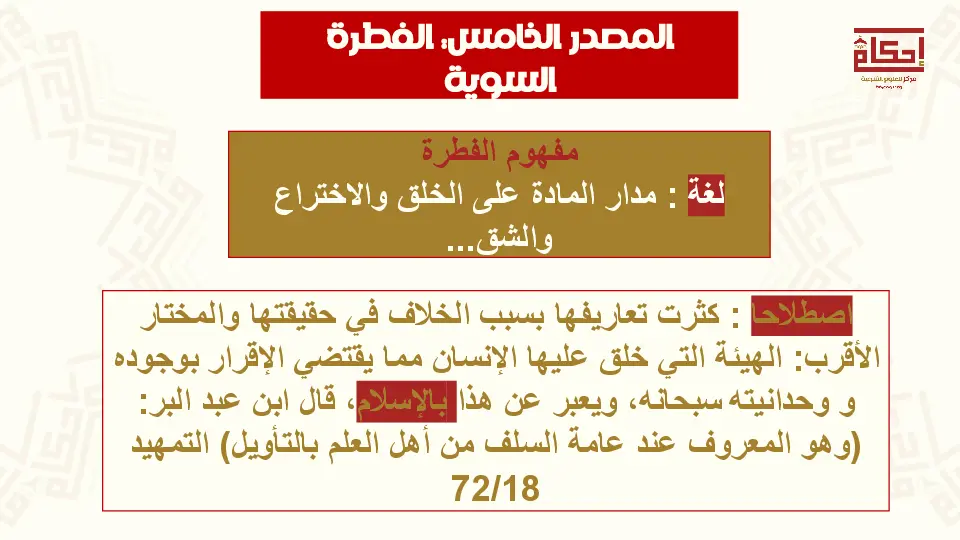 المصدر الخامس: الفطرة
السوية
إحكام
مركز للعلوم الشرعية
مفهوم الفطرة
لغة : مدار المادة على الخلق والاختراع
والشق...
اصطلاحا : كثرت تعاريفها بسبب الخلاف في حقيقتها والمختار
الأقرب: الهيئة التي خلق عليها الإنسان مما يقتضي الإقرار بوجوده
و وحدانيته سبحانه، ويعبر عن هذا بالإسلام، قال ابن عبد البر:
(وهو المعروف عند عامة السلف من أهل العلم بالتأويل) التمهيد
72/18